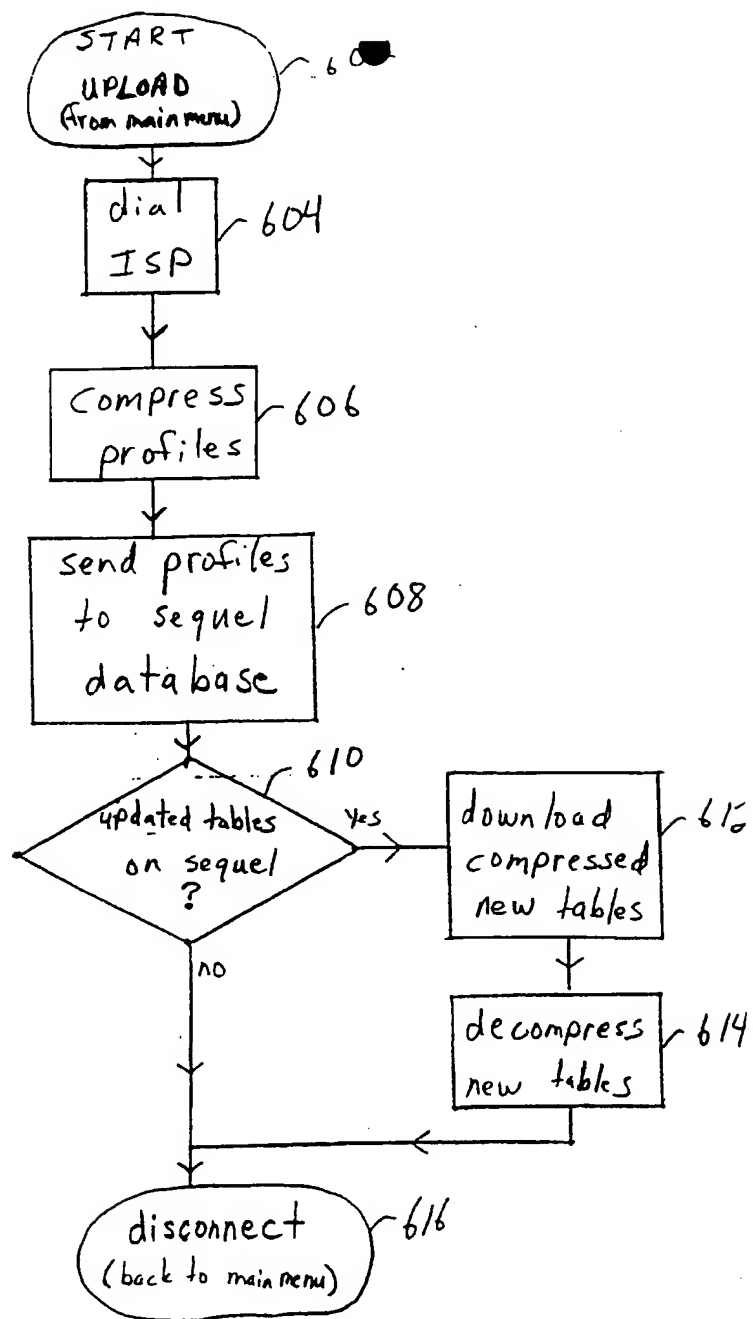 START
UPLOAD
(from main menu)
dial
ISP
604
compress
profiles
606
send profiles
to sequel
database
608
610
updated tables
on sequel
?
yes
no
download
compressed
new tables
decompress
new tables
614
disconnect
(back to main menu)
616